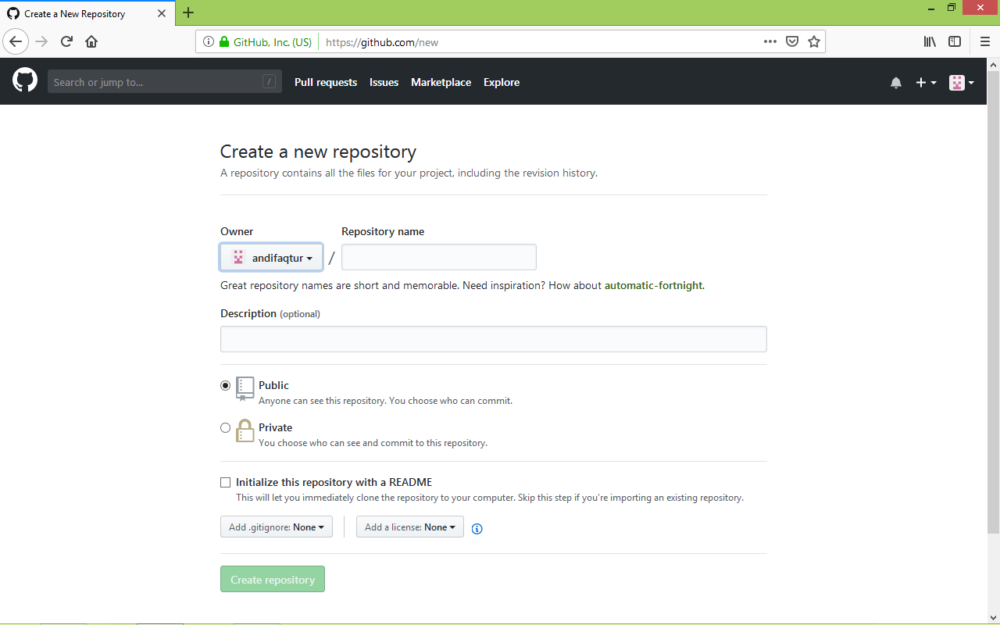 Create a New Repository
GitHub, Inc. (US) https://github.com/new
Search or jump to... / Pull requests Issues Marketplace Explore
Create a new repository
A repository contains all the files for your project, including the revision history.
Owner Repository name
andifaqtur /
Great repository names are short and memorable. Need inspiration? How about automatic-fortnight.
Description (optional)
Public
Anyone can see this repository. You choose who can commit.
Private
You choose who can see and commit to this repository.
Initialize this repository with a README
This will let you immediately clone the repository to your computer. Skip this step if you’re importing an existing repository.
Add .gitignore: None Add a license: None
Create repository